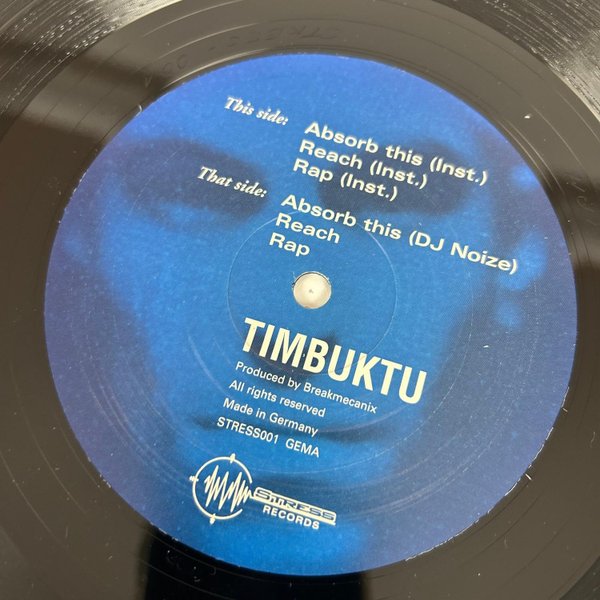 This side:
Absorb this (Inst.)
Reach (Inst.)
Rap (Inst.)
That side:
Absorb this (DJ Noize)
Reach
Rap
TIMBUKTU
Produced by Breakmecanix
All rights reserved
Made in Germany
STRESS001 GEMA
STRESS
RECORDS